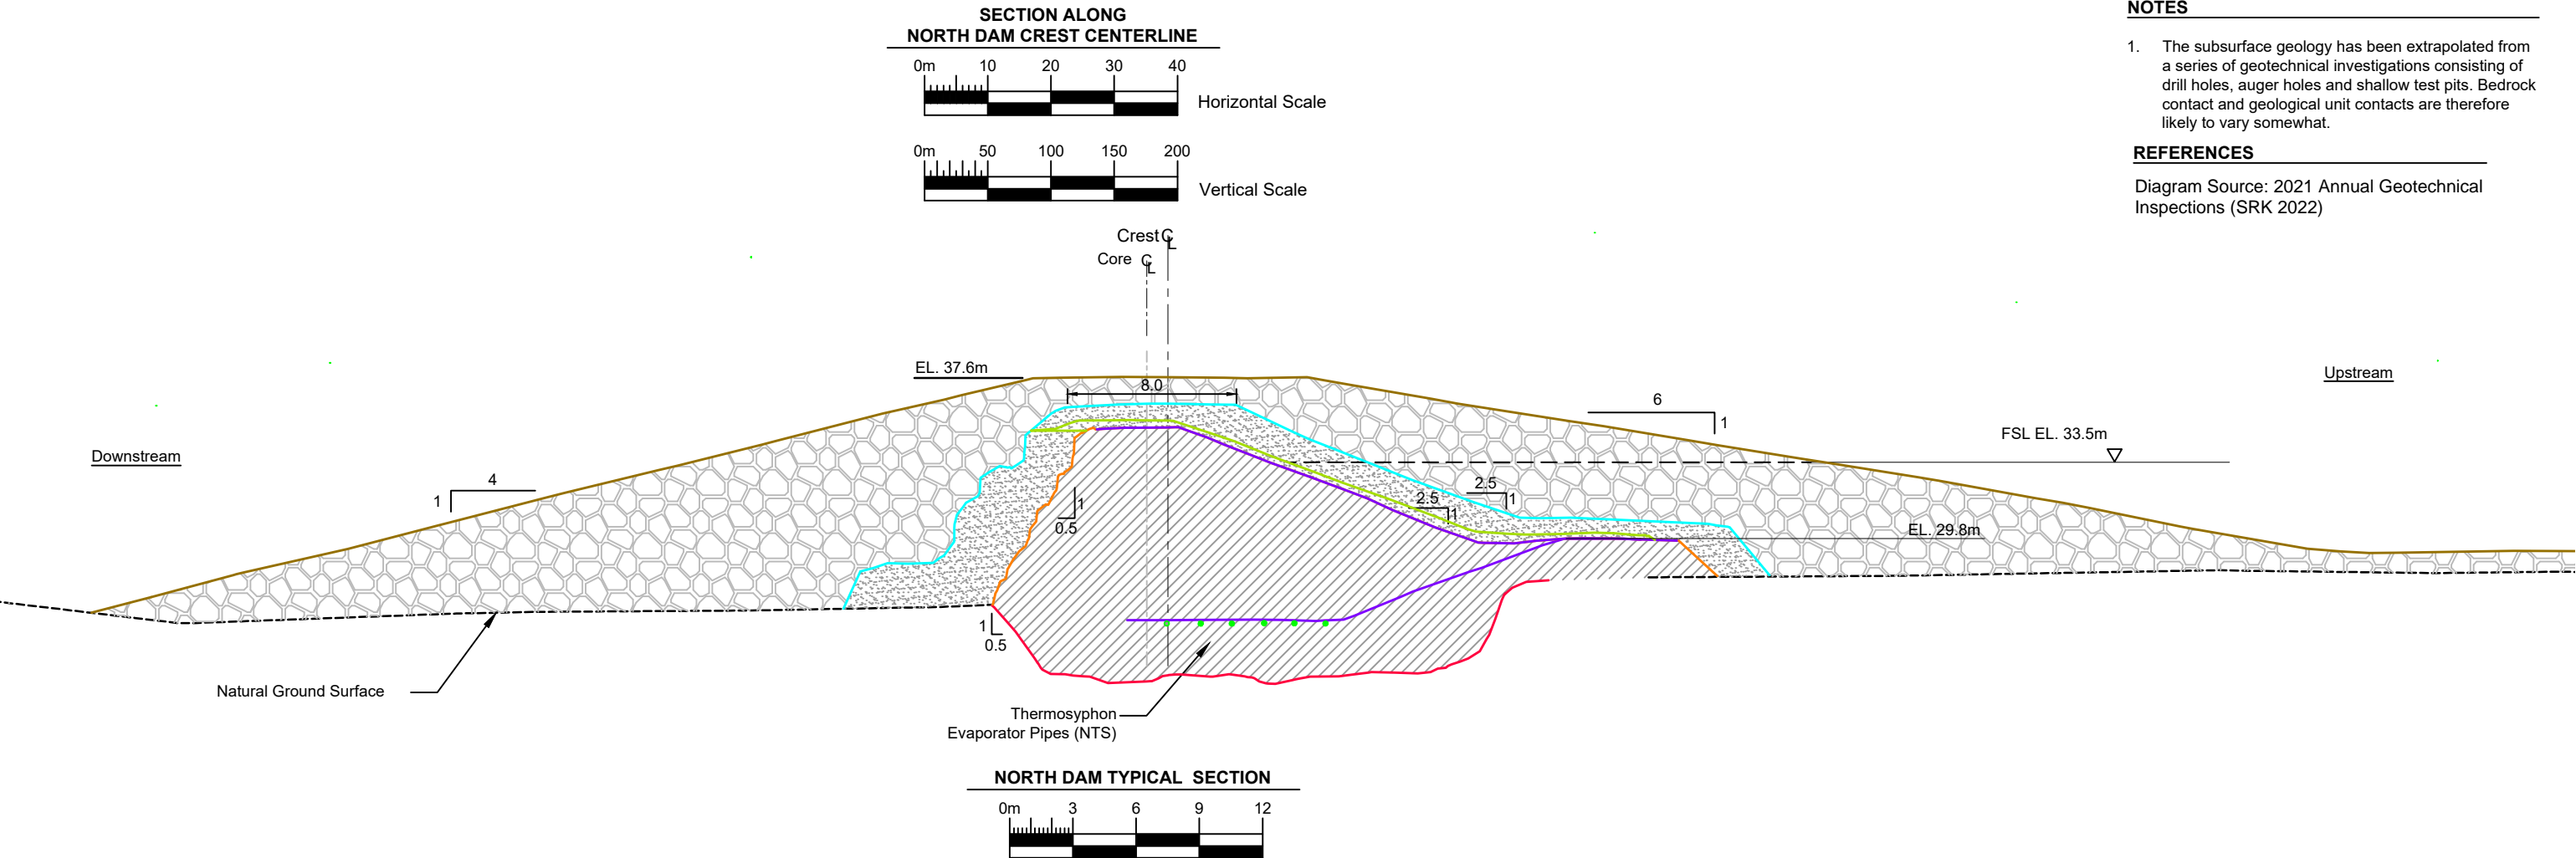 SECTION ALONG
NORTH DAM CREST CENTERLINE
0m 10 20 30 40
Horizontal Scale
0m 50 100 150 200
Vertical Scale
NOTES
1. The subsurface geology has been extrapolated from
a series of geotechnical investigations consisting of
drill holes, auger holes and shallow test pits. Bedrock
contact and geological unit contacts are therefore
likely to vary somewhat.
REFERENCES
Diagram Source: 2021 Annual Geotechnical
Inspections (SRK 2022)
Crest CL
Core CL
EL. 37.6m
8.0
Upstream
6
1
FSL EL. 33.5m
Downstream
4
1
2.5
1
2.5
1
1
0.5
EL. 29.8m
1
0.5
Natural Ground Surface
Thermosyphon
Evaporator Pipes (NTS)
NORTH DAM TYPICAL SECTION
0m 3 6 9 12